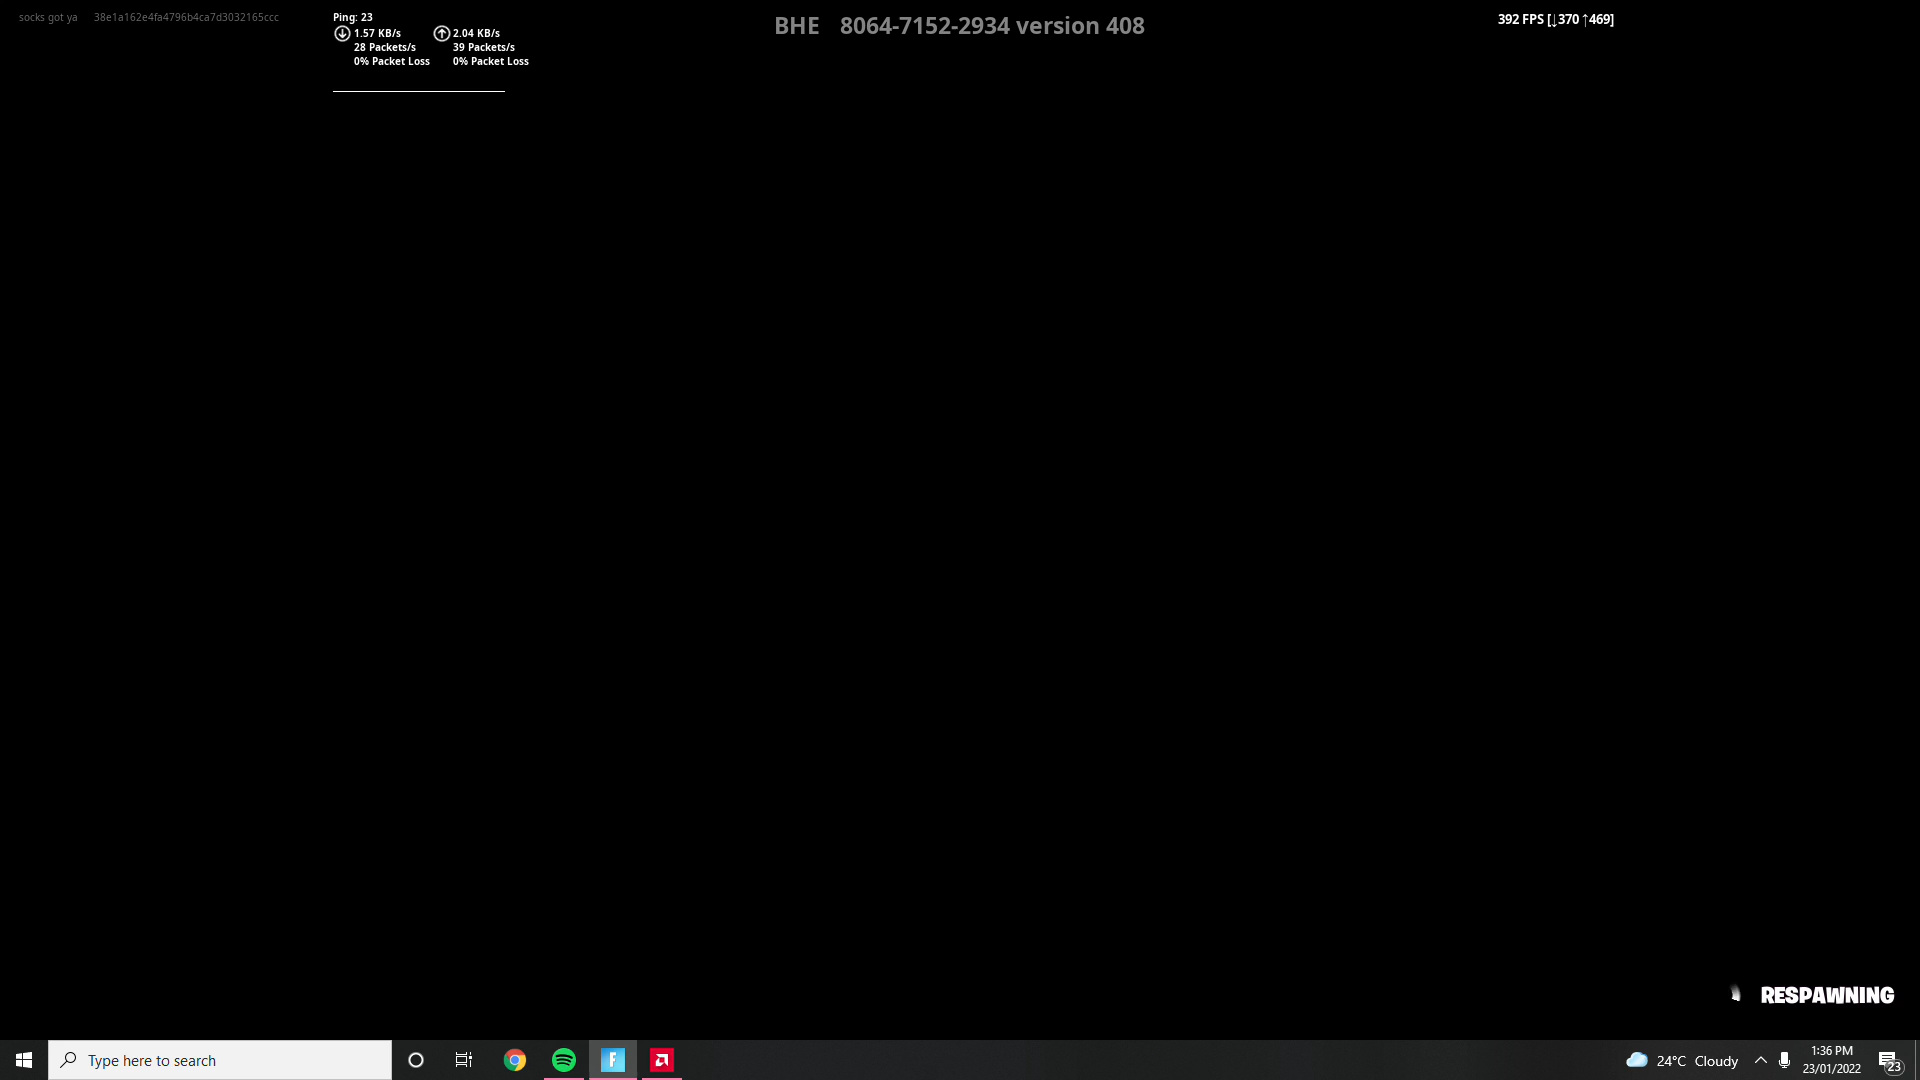 socks got ya 38e1a162e4fa4796b4ca7d3032165ccc
Ping: 23
1.57 KB/s 2.04 KB/s
28 Packets/s 39 Packets/s
0% Packet Loss 0% Packet Loss
BHE 8064-7152-2934 version 408
392 FPS [↓370 ↑469]
RESPAWNING
Type here to search
24°C Cloudy
1:36 PM
23/01/2022
23